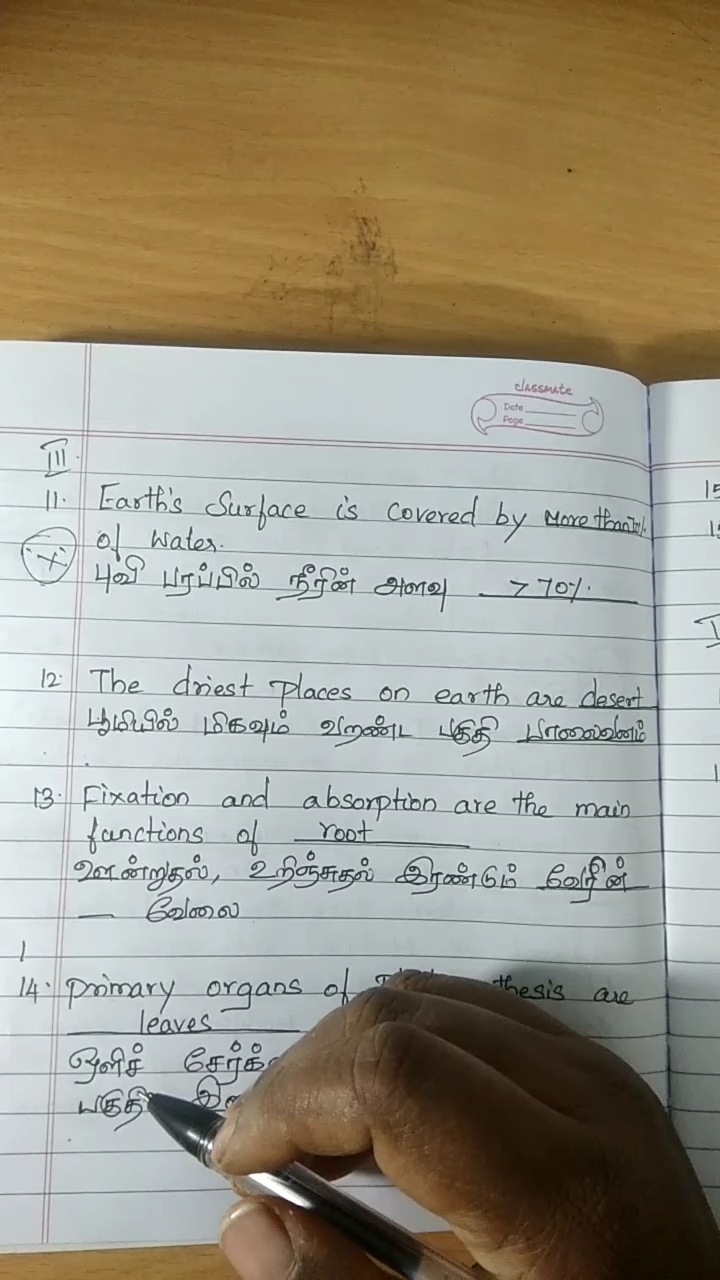 classmate
Date
Page
III.
11. Earth's Surface is covered by More than 70%
of water.
புவி பரப்பில் நீரின் அளவு > 70%
12. The driest places on earth are desert
பூமியில் மிகவும் வறண்ட பகுதி பாலைவனம்
13. Fixation and absorption are the main
functions of root
ஊன்றுதல், உறிஞ்சுதல் இரண்டும் வேரின்
வேலை
14. Primary organs of are
leaves
ஒளிச்
பகுதி
15